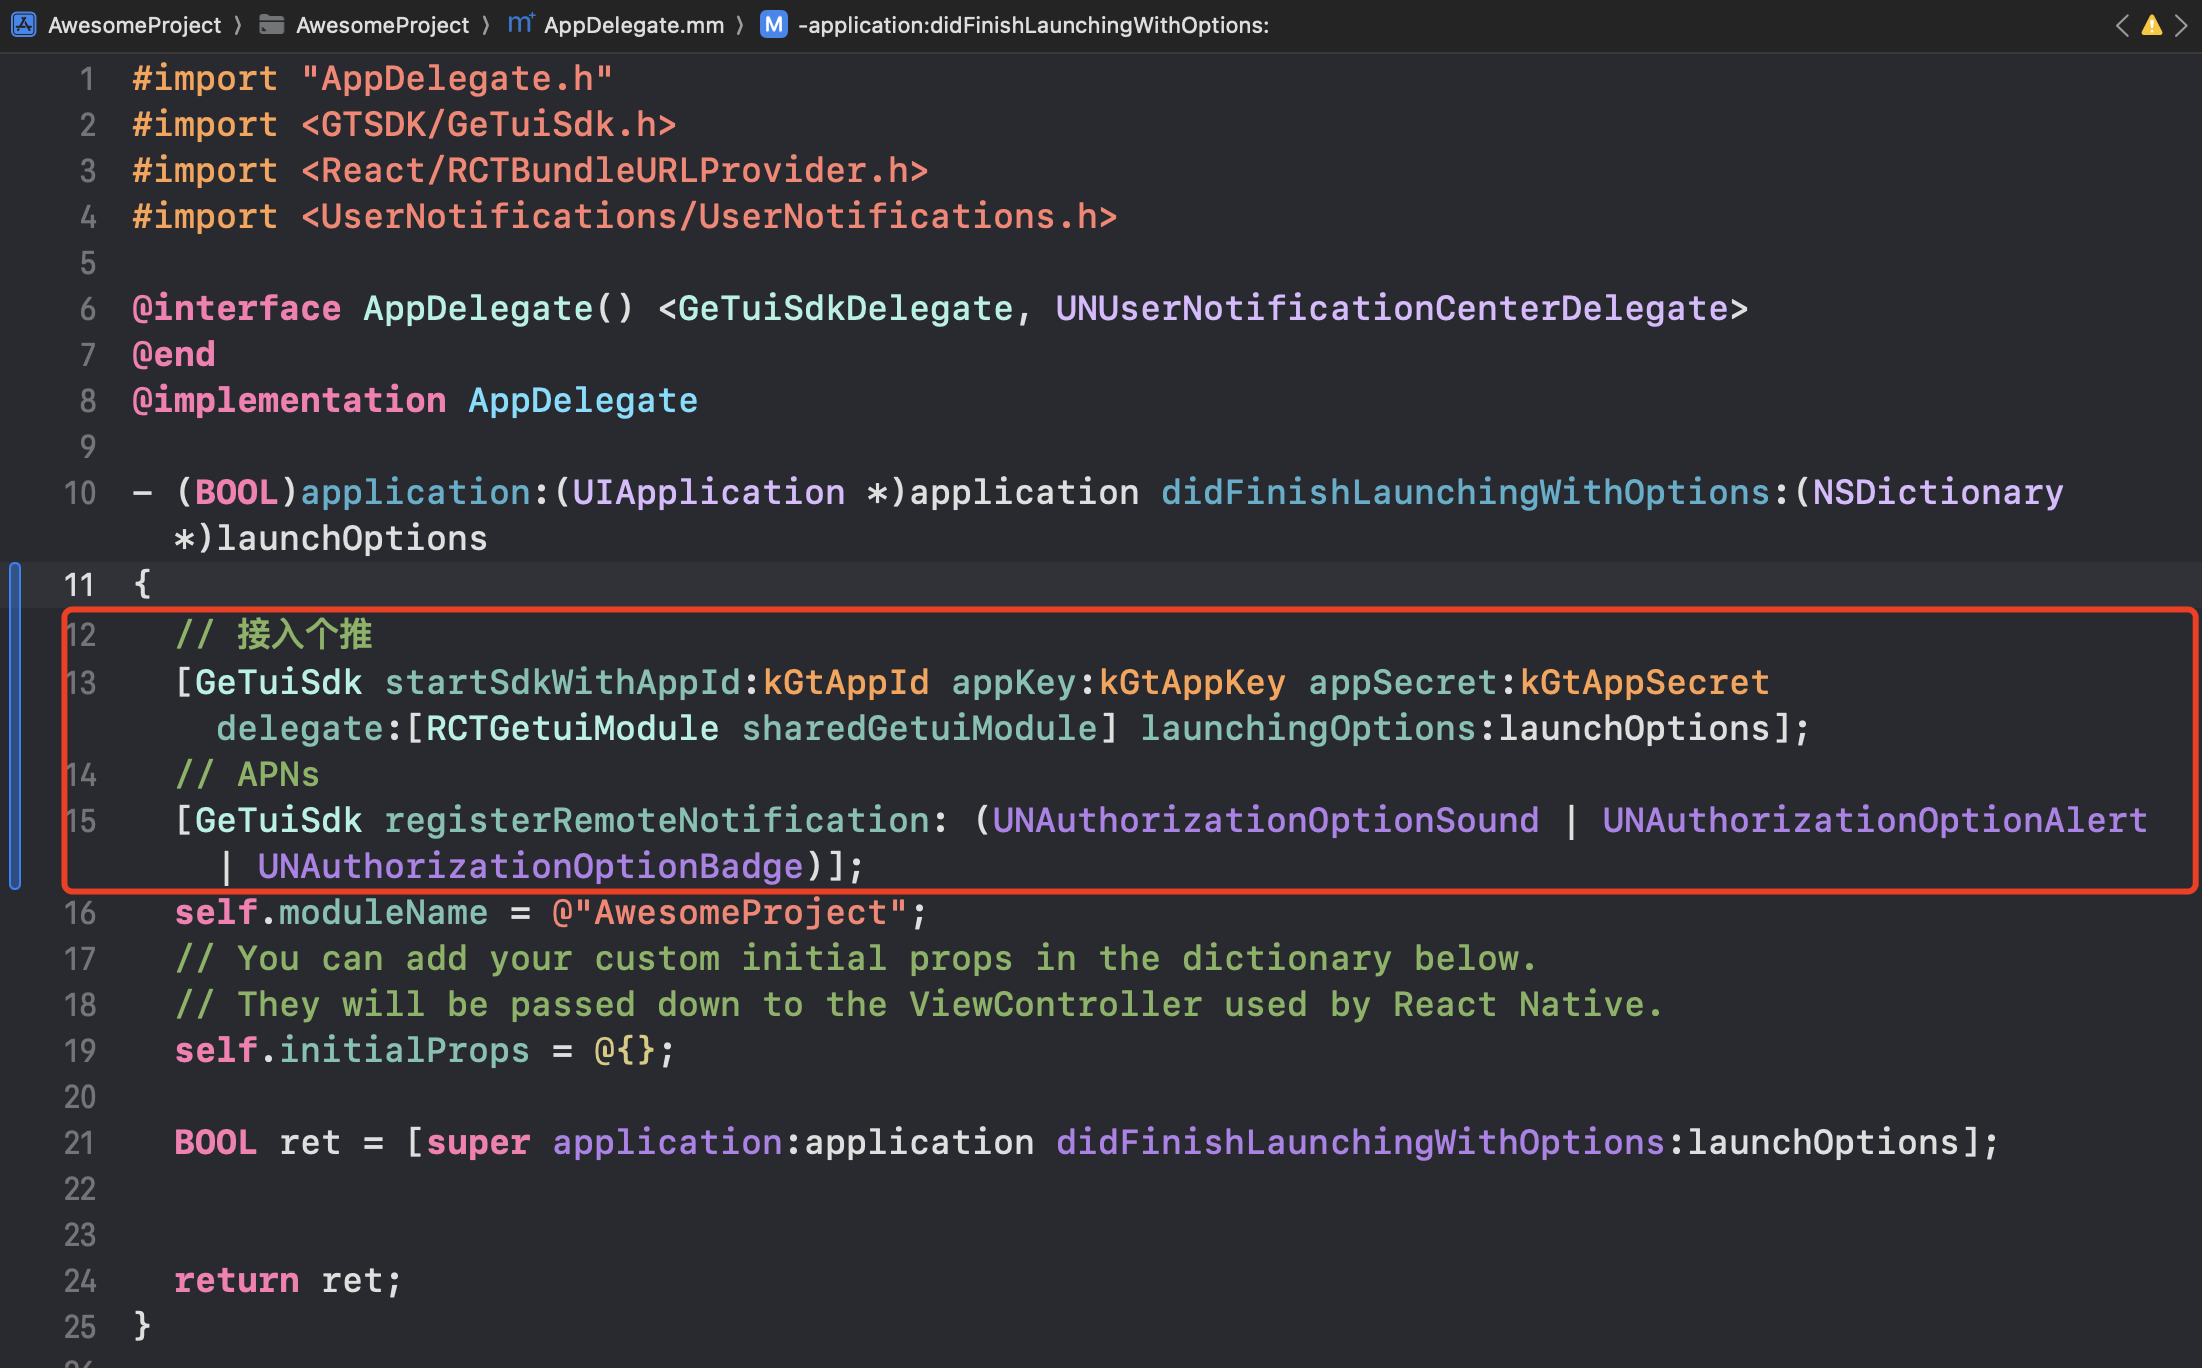 AwesomeProject 〉 AwesomeProject 〉 m+ AppDelegate.mm 〉 M -application:didFinishLaunchingWithOptions:
1 #import "AppDelegate.h"
2 #import <GTSDK/GeTuiSdk.h>
3 #import <React/RCTBundleURLProvider.h>
4 #import <UserNotifications/UserNotifications.h>
5
6 @interface AppDelegate() <GeTuiSdkDelegate, UNUserNotificationCenterDelegate>
7 @end
8 @implementation AppDelegate
9
10 - (BOOL)application:(UIApplication *)application didFinishLaunchingWithOptions:(NSDictionary
*)launchOptions
11 {
12 // 接入个推
13 [GeTuiSdk startSdkWithAppId:kGtAppId appKey:kGtAppKey appSecret:kGtAppSecret
delegate:[RCTGetuiModule sharedGetuiModule] launchingOptions:launchOptions];
14 // APNs
15 [GeTuiSdk registerRemoteNotification: (UNAuthorizationOptionSound | UNAuthorizationOptionAlert
| UNAuthorizationOptionBadge)];
16 self.moduleName = @"AwesomeProject";
17 // You can add your custom initial props in the dictionary below.
18 // They will be passed down to the ViewController used by React Native.
19 self.initialProps = @{};
20
21 BOOL ret = [super application:application didFinishLaunchingWithOptions:launchOptions];
22
23
24 return ret;
25 }